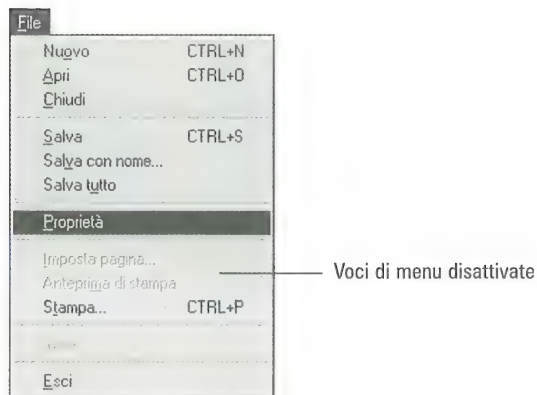 File
Nuovo CTRL+N
Apri CTRL+O
Chiudi
Salva CTRL+S
Salva con nome...
Salva tutto
Proprietà
Imposta pagina...
Anteprima di stampa
Voci di menu disattivate
Stampa... CTRL+P
Esci